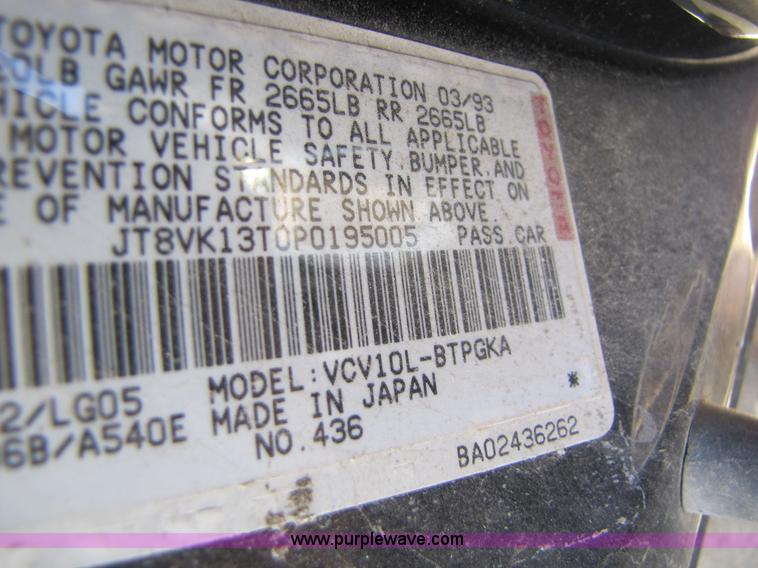 TOYOTA MOTOR CORPORATION 03/93
20LB GAWR FR 2665LB RR 2665LB
HICLE CONFORMS TO ALL APPLICABLE
MOTOR VEHICLE SAFETY,BUMPER,AND
REVENTION STANDARDS IN EFFECT ON
E OF MANUFACTURE SHOWN ABOVE.
JT8VK13T0P0195005 PASS.CAR
TOYOTA
2/LG05 MODEL:VCV10L-BTPGKA
6B/A540E MADE IN JAPAN *
NO.436 BA02436262
www.purplewave.com